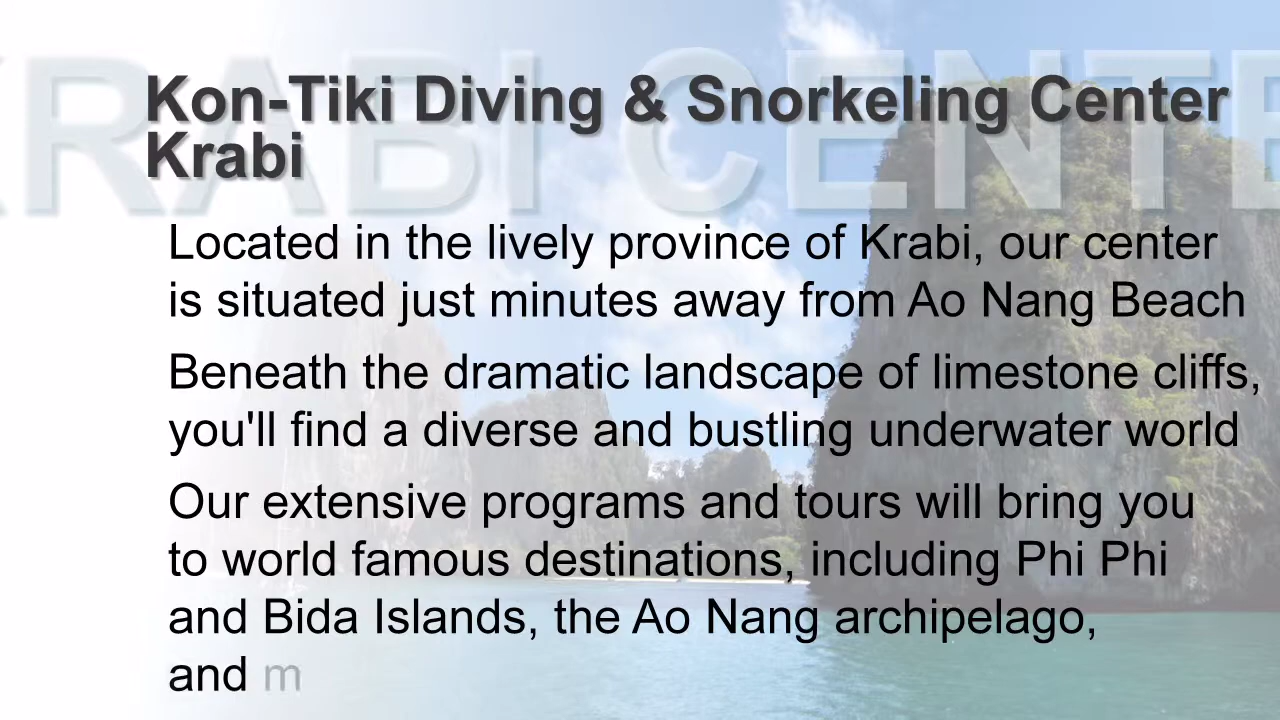 KRABI CENTE
Kon-Tiki Diving & Snorkeling Center
Krabi
Located in the lively province of Krabi, our center
is situated just minutes away from Ao Nang Beach
Beneath the dramatic landscape of limestone cliffs,
you'll find a diverse and bustling underwater world
Our extensive programs and tours will bring you
to world famous destinations, including Phi Phi
and Bida Islands, the Ao Nang archipelago,
and m